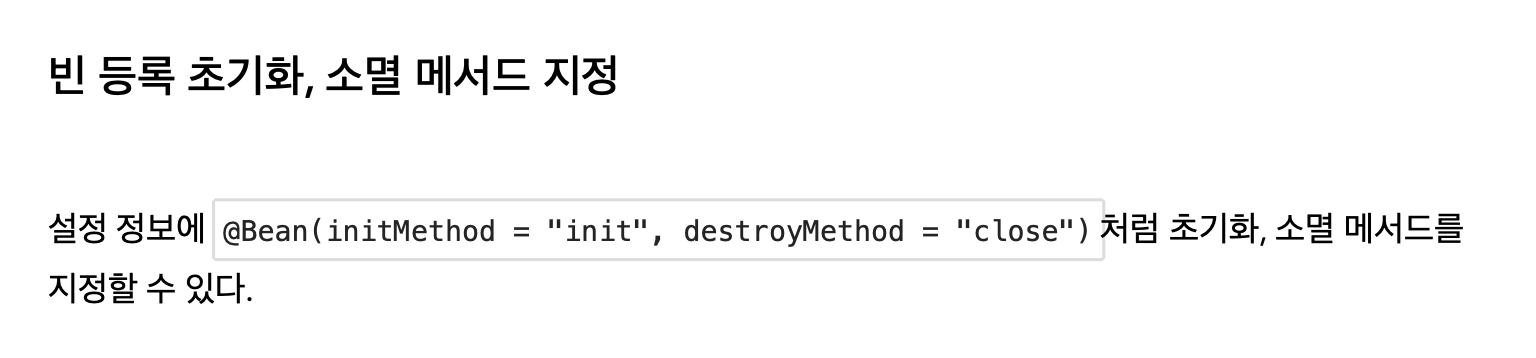 빈 등록 초기화, 소멸 메서드 지정
설정 정보에 @Bean(initMethod = "init", destroyMethod = "close") 처럼 초기화, 소멸 메서드를
지정할 수 있다.